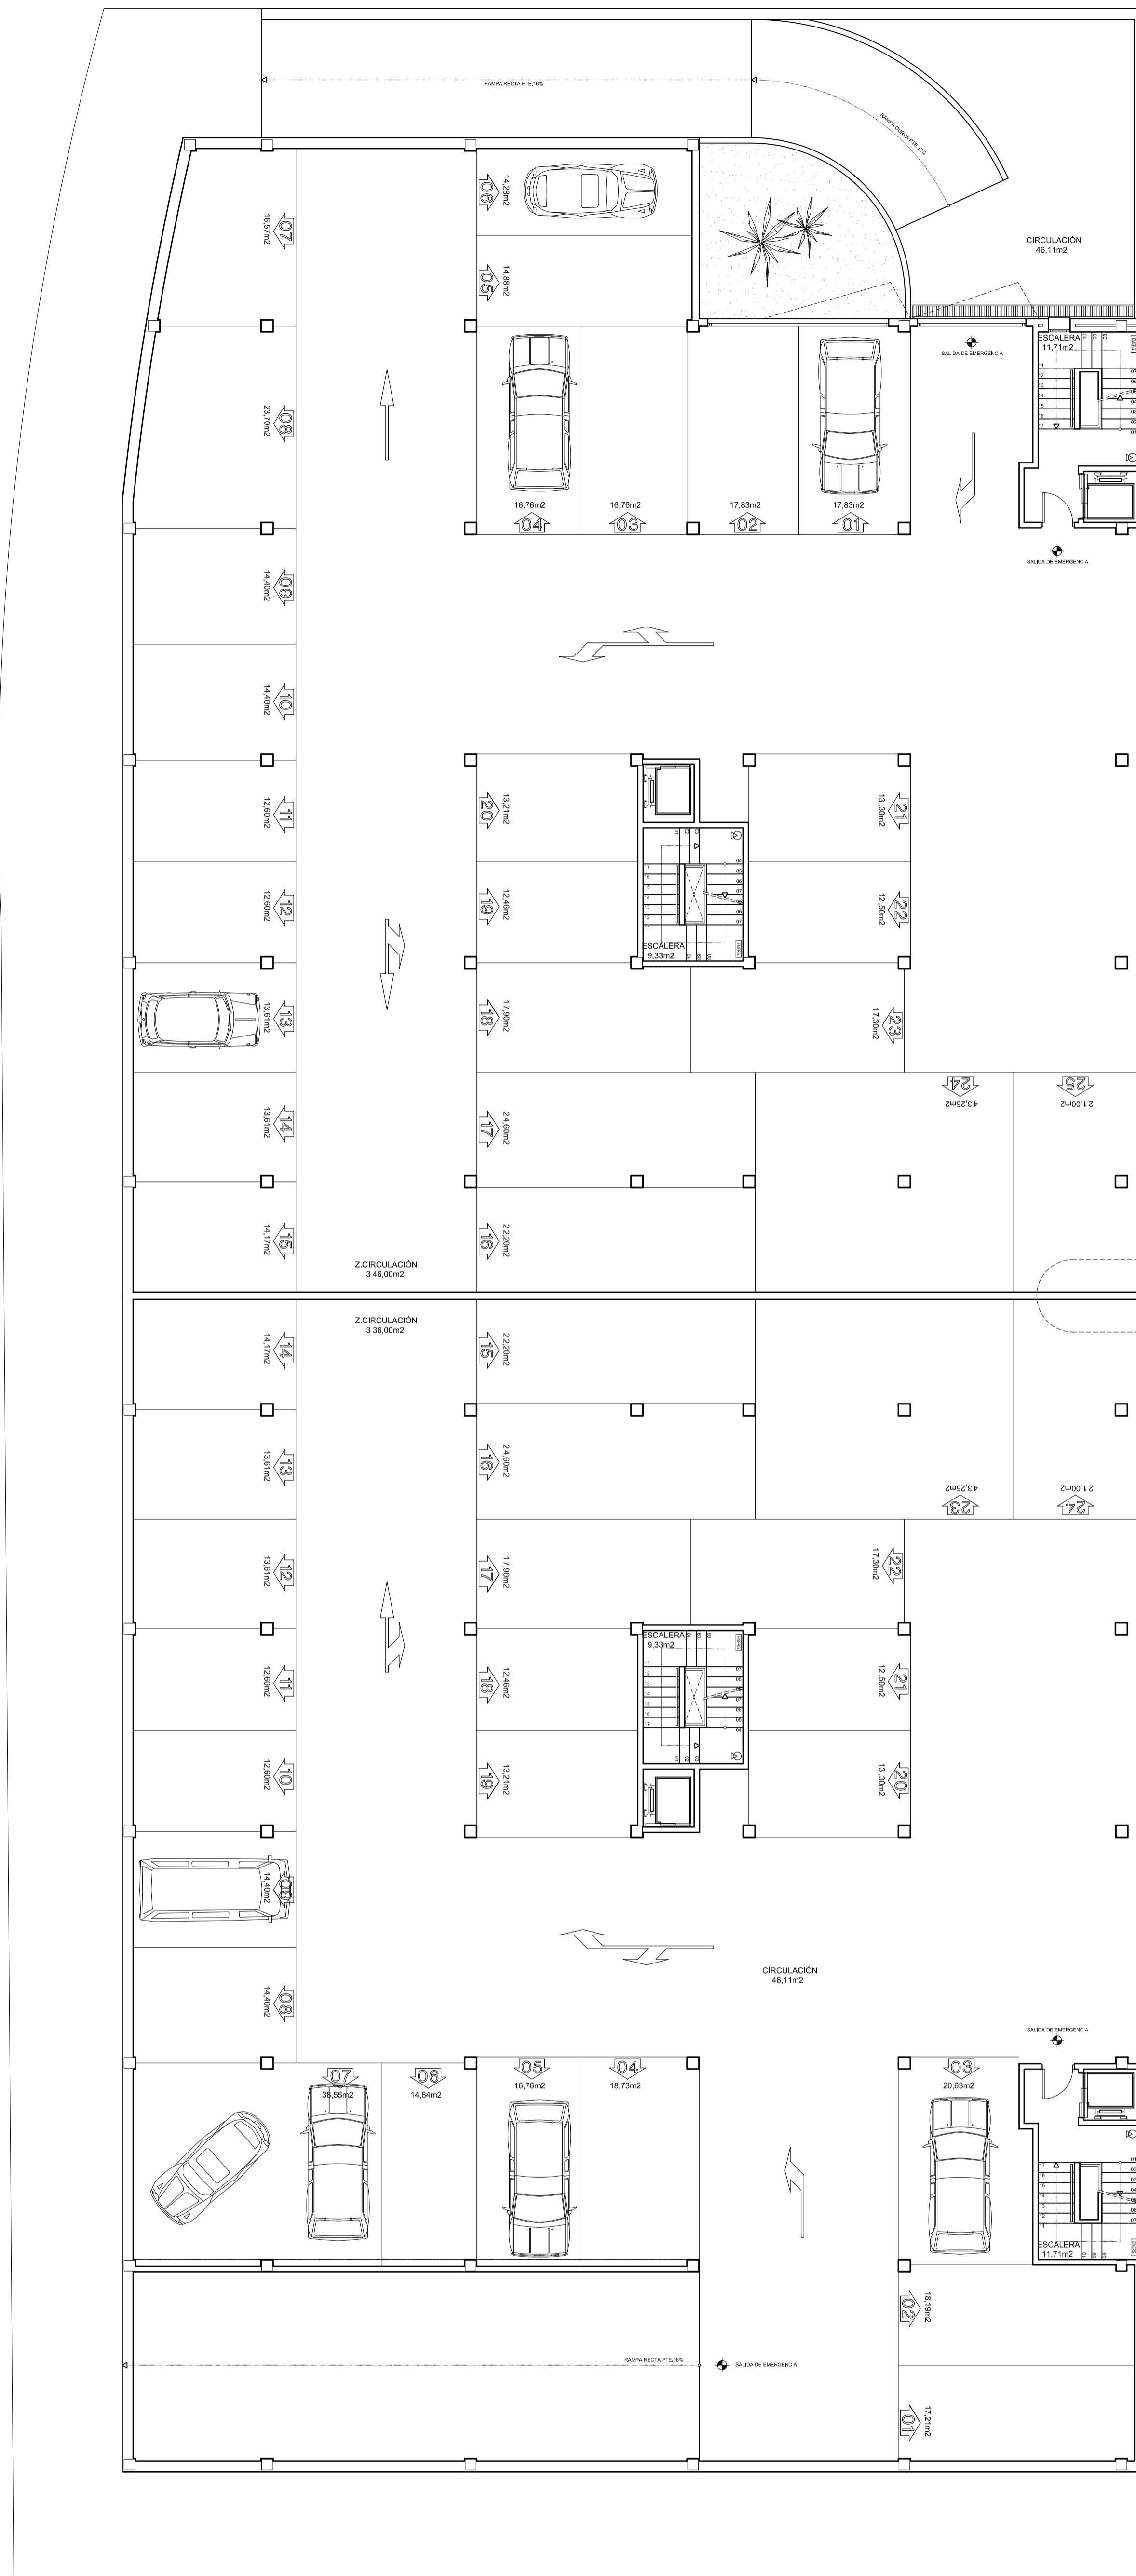 RAMPA RECTA PTE.16%
RAMPA CURVA PTE.12%
CIRCULACIÓN
46,11m2
06
14,28m2
07
16,57m2
05
14,88m2
SALIDA DE EMERGENCIA
ESCALERA
11,71m2
08
23,70m2
16,76m2
04
16,76m2
03
17,83m2
02
17,83m2
01
SALIDA DE EMERGENCIA
09
14,40m2
10
14,40m2
11
12,60m2
20
13,21m2
21
13,30m2
12
12,60m2
19
12,46m2
22
12,50m2
ESCALERA
9,33m2
13
13,61m2
18
17,90m2
23
17,30m2
24
43,25m2
25
21,00m2
14
13,61m2
17
24,60m2
15
14,17m2
16
22,20m2
Z.CIRCULACIÓN
3 46,00m2
Z.CIRCULACIÓN
3 36,00m2
14
14,17m2
15
22,20m2
13
13,61m2
16
24,60m2
43,25m2
23
21,00m2
24
12
13,61m2
17
17,90m2
22
17,30m2
ESCALERA
9,33m2
11
12,60m2
18
12,46m2
21
12,50m2
10
12,60m2
19
13,21m2
20
13,30m2
09
14,40m2
CIRCULACIÓN
46,11m2
08
14,40m2
SALIDA DE EMERGENCIA
07
38,55m2
06
14,84m2
05
16,76m2
04
18,73m2
03
20,63m2
ESCALERA
11,71m2
02
18,19m2
RAMPA RECTA PTE.16%
SALIDA DE EMERGENCIA
01
17,21m2